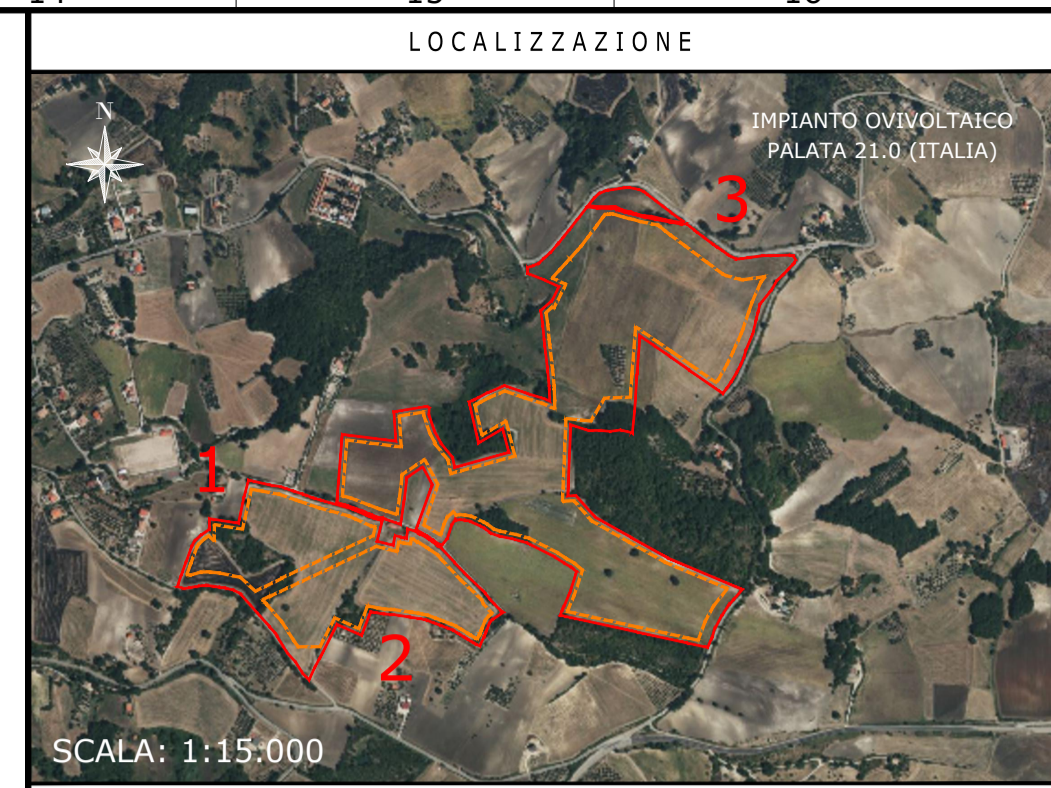 LOCALIZZAZIONE
N
IMPIANTO OVIVOLTAICO
PALATA 21.0 (ITALIA)
3
1
2
SCALA: 1:15.000